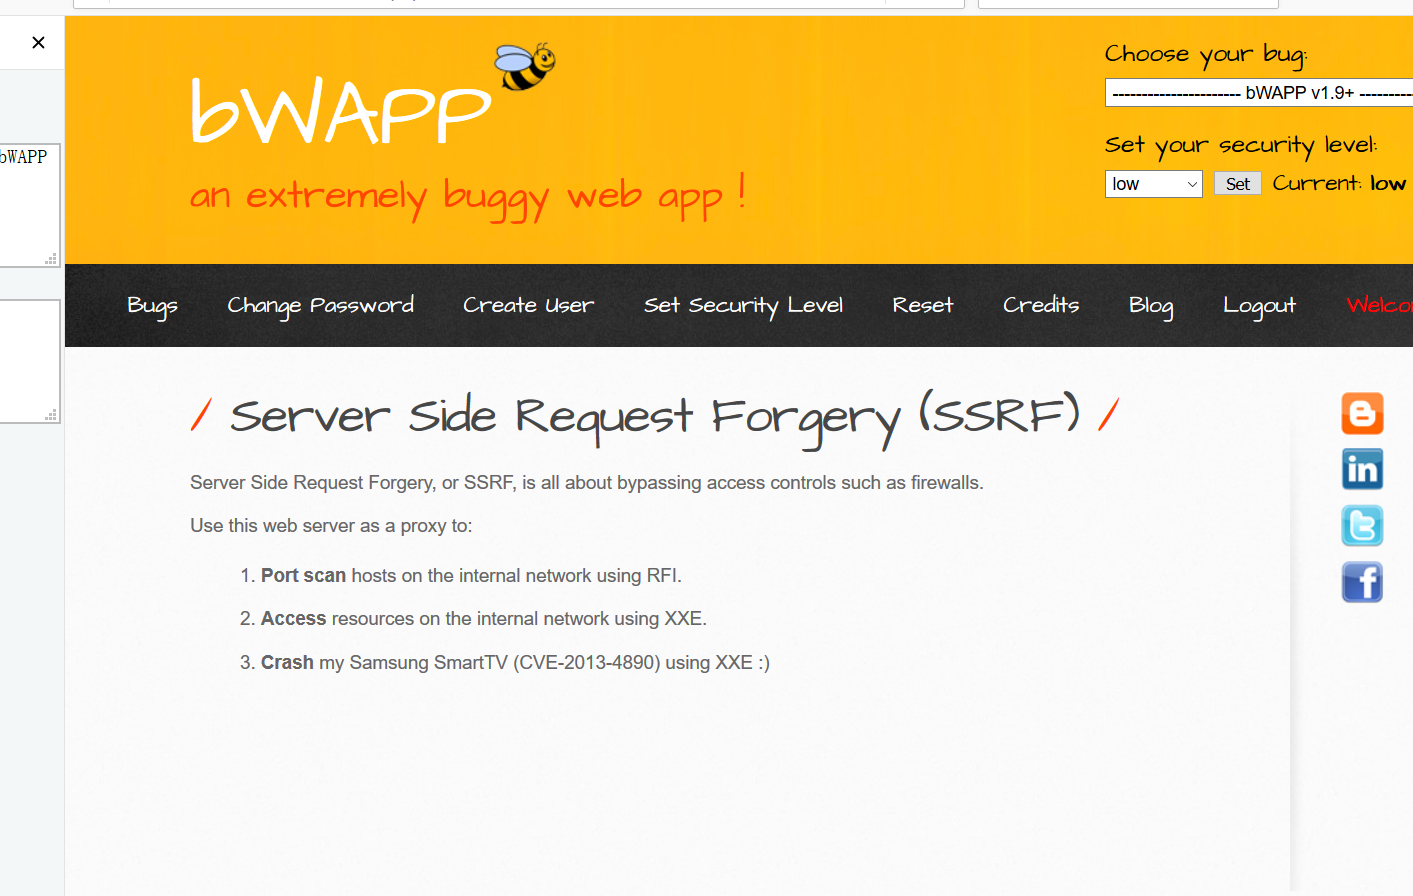 bWAPP
bWAPP
an extremely buggy web app !
Choose your bug:
---------------------- bWAPP v1.9+ ---------
Set your security level:
low Set Current: low
Bugs Change Password Create User Set Security Level Reset Credits Blog Logout Welco
/ Server Side Request Forgery (SSRF) /
Server Side Request Forgery, or SSRF, is all about bypassing access controls such as firewalls.
Use this web server as a proxy to:
1. Port scan hosts on the internal network using RFI.
2. Access resources on the internal network using XXE.
3. Crash my Samsung SmartTV (CVE-2013-4890) using XXE :)